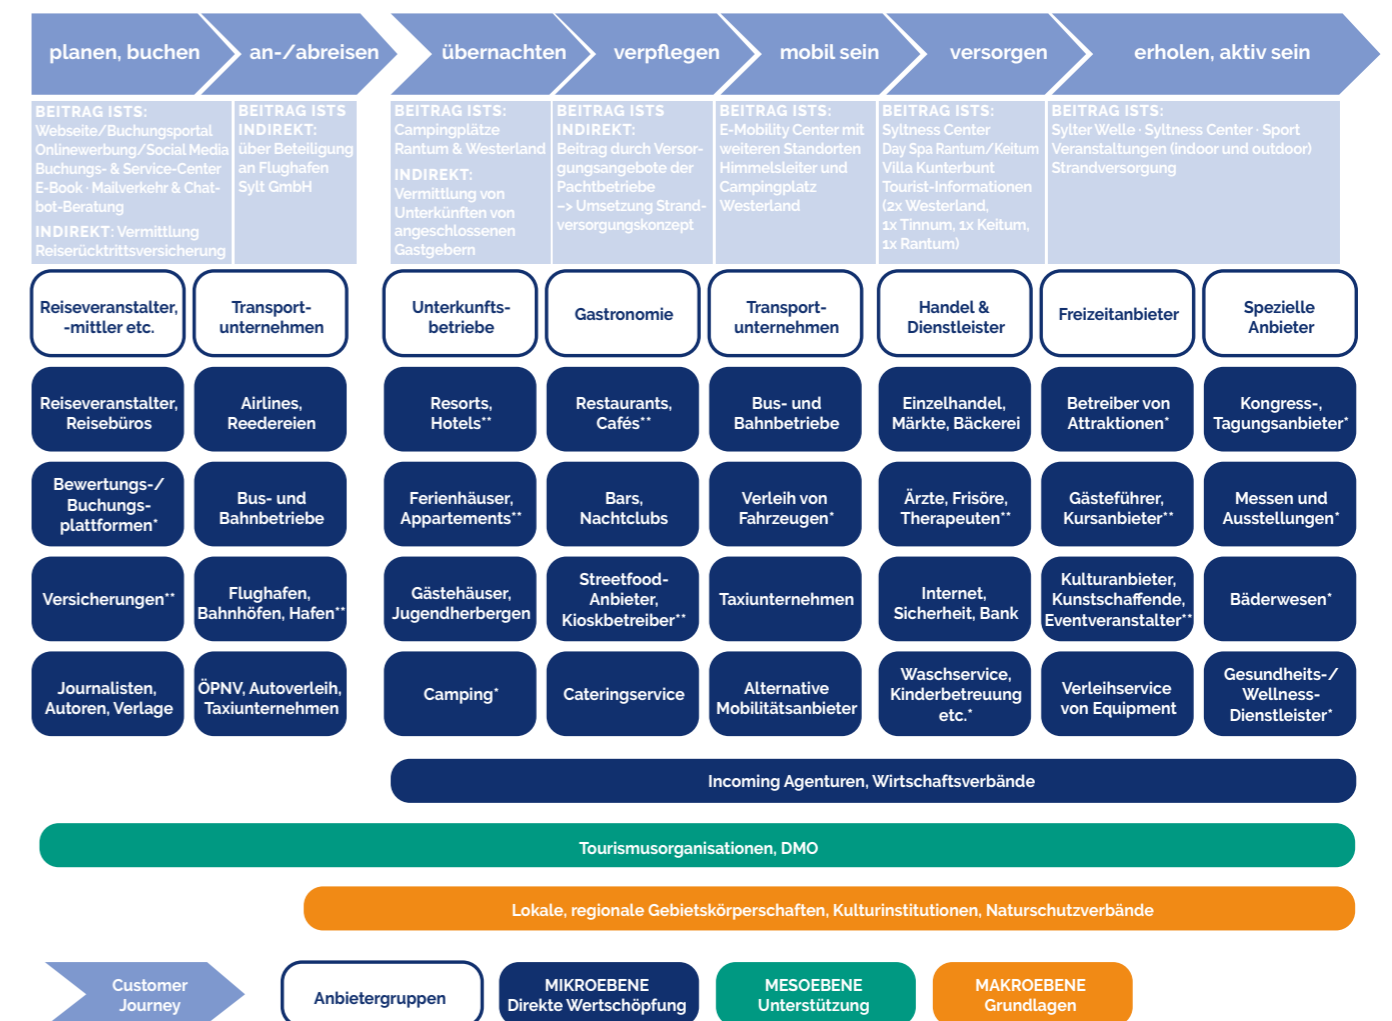 planen, buchen
an-/abreisen
übernachten
verpflegen
mobil sein
versorgen
erholen, aktiv sein
BEITRAG ISTS:
Webseite/Buchungsportal
Onlinewerbung/Social Media
Buchungs- & Service-Center
E-Book · Mailverkehr & Chat-
bot-Beratung
INDIREKT: Vermittlung
Reiserücktrittsversicherung
BEITRAG ISTS
INDIREKT:
über Beteiligung
an Flughafen
Sylt GmbH
BEITRAG ISTS:
Campingplätze
Rantum & Westerland
INDIREKT:
Vermittlung von
Unterkünften von
angeschlossenen
Gastgebern
BEITRAG ISTS
INDIREKT:
Beitrag durch Versor-
gungsangebote der
Pachtbetriebe
–> Umsetzung Strand-
versorgungskonzept
BEITRAG ISTS:
E-Mobility Center mit
weiteren Standorten
Himmelsleiter und
Campingplatz
Westerland
BEITRAG ISTS:
Syltness Center
Day Spa Rantum/Keitum
Villa Kunterbunt
Tourist-Informationen
(2x Westerland,
1x Tinnum, 1x Keitum,
1x Rantum)
BEITRAG ISTS:
Sylter Welle · Syltness Center · Sport
Veranstaltungen (indoor und outdoor)
Strandversorgung
Reiseveranstalter,
-mittler etc.
Transport-
unternehmen
Unterkunfts-
betriebe
Gastronomie
Transport-
unternehmen
Handel &
Dienstleister
Freizeitanbieter
Spezielle
Anbieter
Reiseveranstalter,
Reisebüros
Airlines,
Reedereien
Resorts,
Hotels**
Restaurants,
Cafés**
Bus- und
Bahnbetriebe
Einzelhandel,
Märkte, Bäckerei
Betreiber von
Attraktionen*
Kongress-,
Tagungsanbieter*
Bewertungs-/
Buchungs-
plattformen*
Bus- und
Bahnbetriebe
Ferienhäuser,
Appartements**
Bars,
Nachtclubs
Verleih von
Fahrzeugen*
Ärzte, Frisöre,
Therapeuten**
Gästeführer,
Kursanbieter**
Messen und
Ausstellungen*
Versicherungen**
Flughafen,
Bahnhöfen, Hafen**
Gästehäuser,
Jugendherbergen
Streetfood-
Anbieter,
Kioskbetreiber**
Taxiunternehmen
Internet,
Sicherheit, Bank
Kulturanbieter,
Kunstschaffende,
Eventveranstalter**
Bäderwesen*
Journalisten,
Autoren, Verlage
ÖPNV, Autoverleih,
Taxiunternehmen
Camping*
Cateringservice
Alternative
Mobilitätsanbieter
Waschservice,
Kinderbetreuung
etc.*
Verleihservice
von Equipment
Gesundheits-/
Wellness-
Dienstleister*
Incoming Agenturen, Wirtschaftsverbände
Tourismusorganisationen, DMO
Lokale, regionale Gebietskörperschaften, Kulturinstitutionen, Naturschutzverbände
Customer
Journey
Anbietergruppen
MIKROEBENE
Direkte Wertschöpfung
MESOEBENE
Unterstützung
MAKROEBENE
Grundlagen